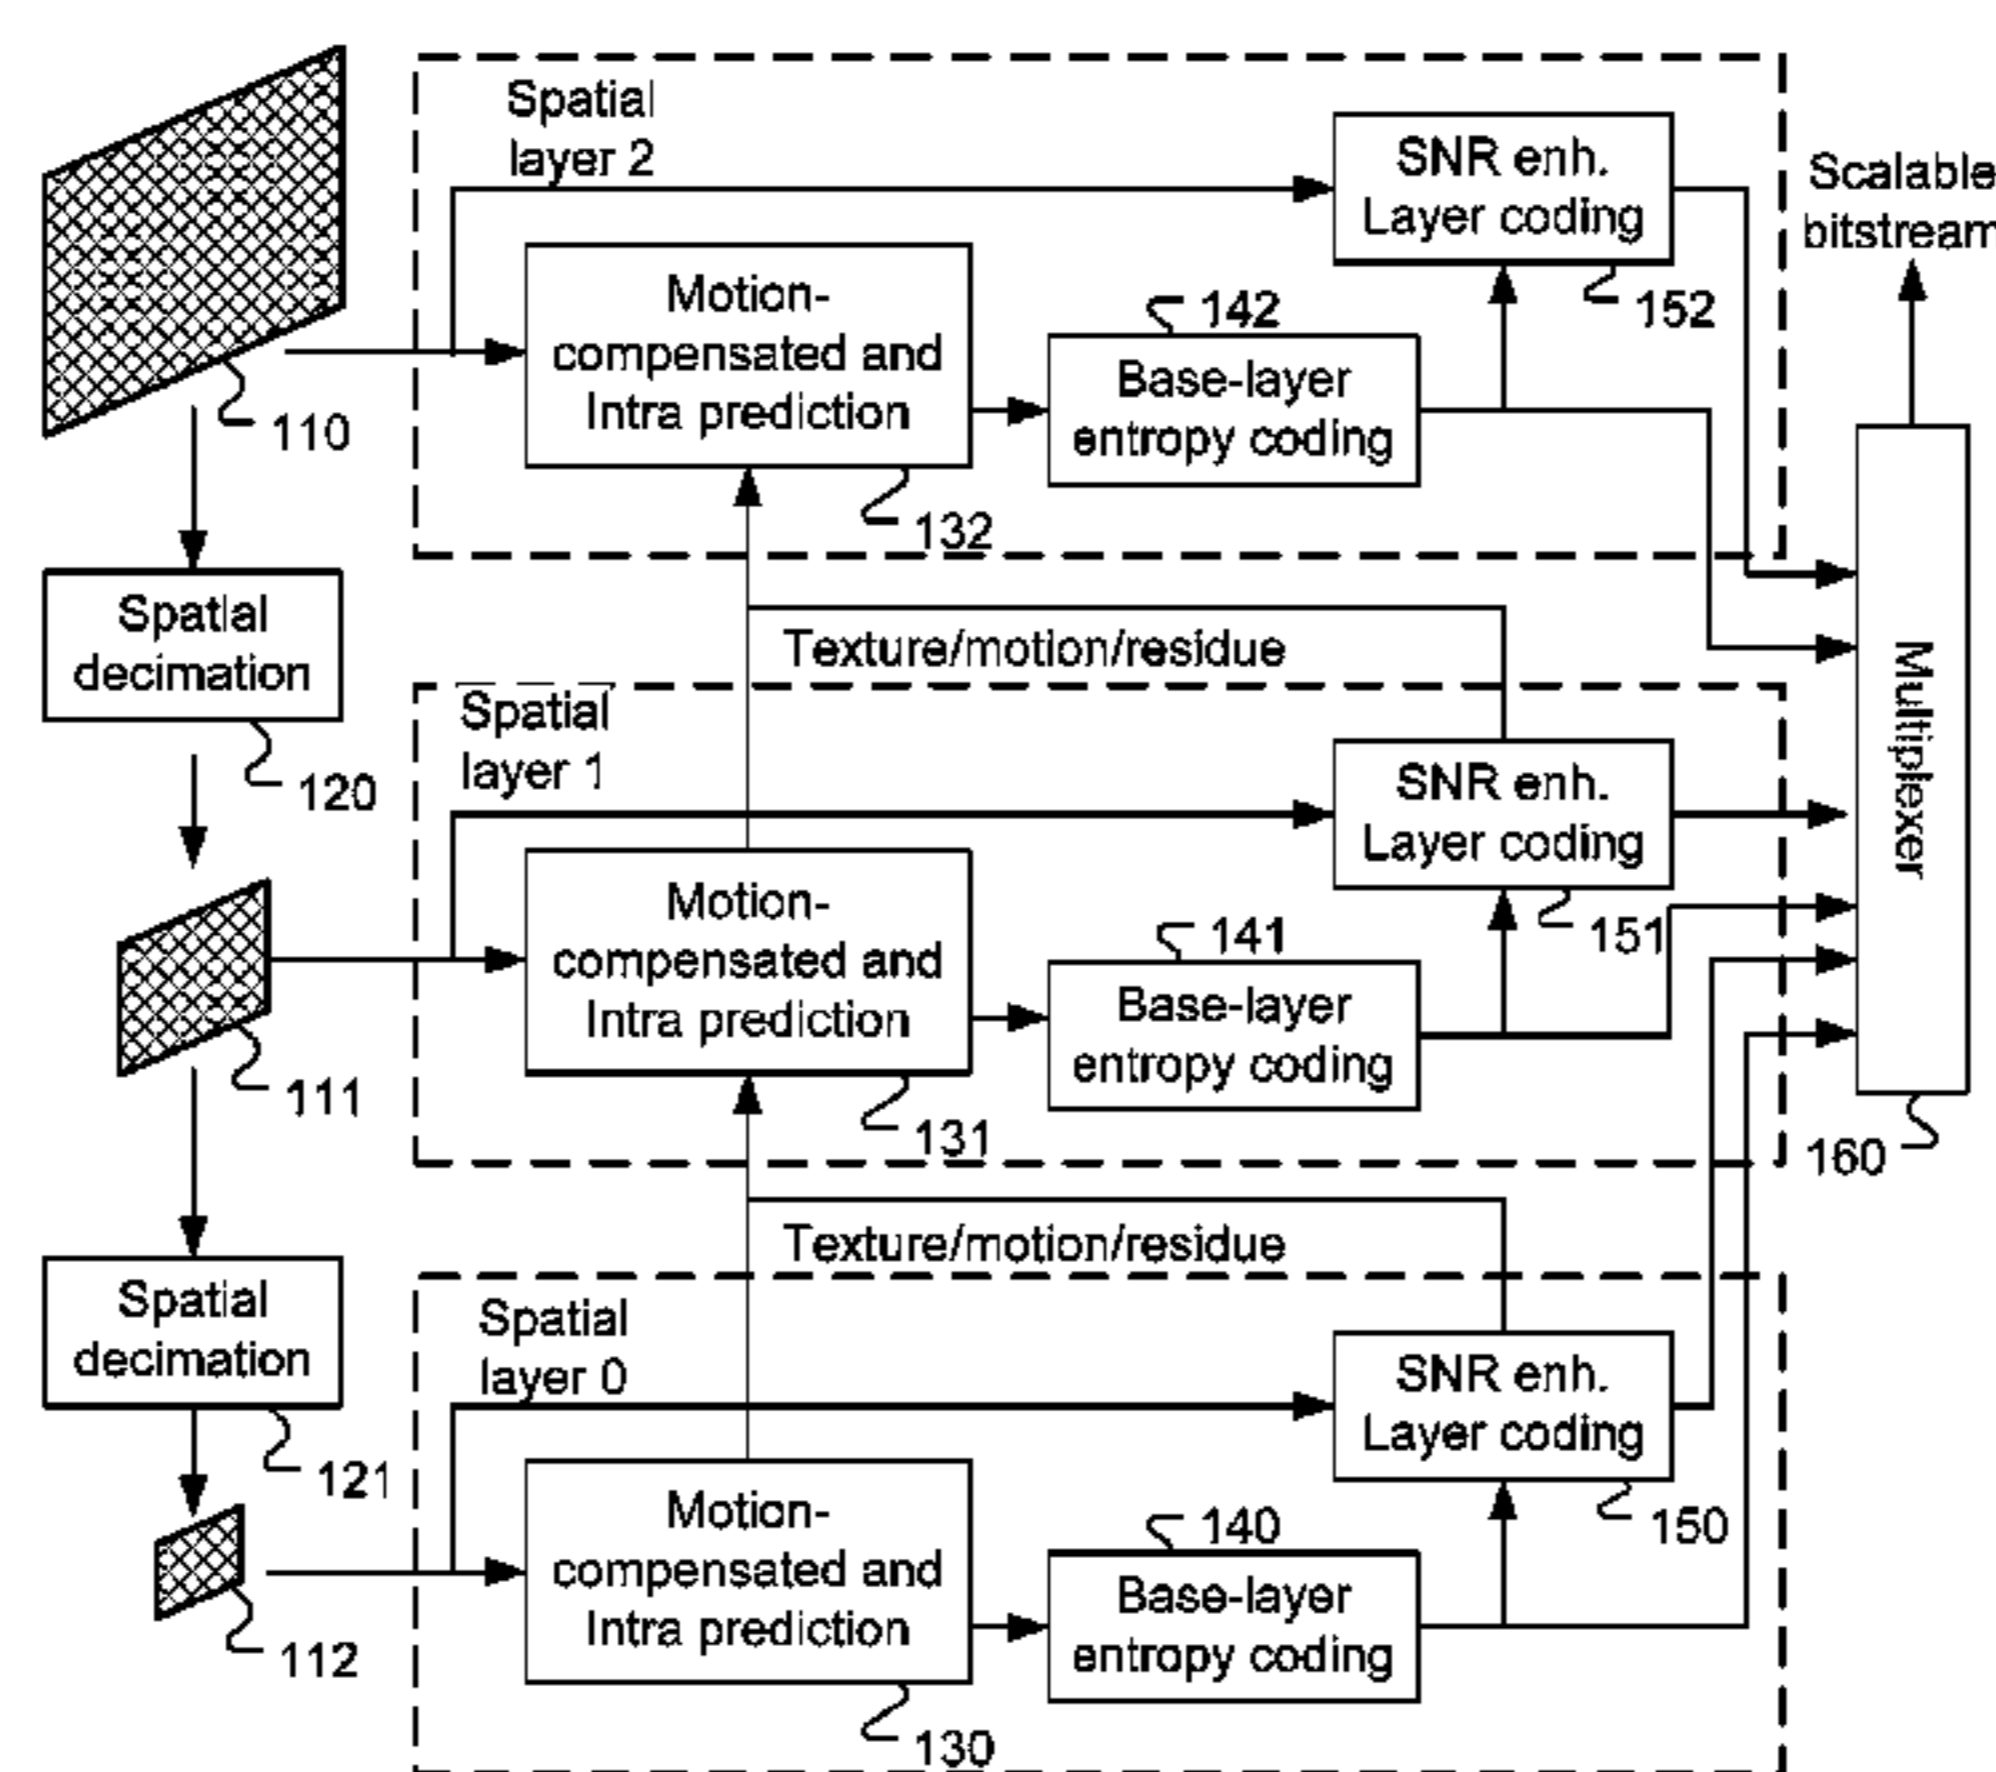 Spatial
layer 2
SNR enh.
Layer coding
152
Scalable
bitstream
Motion-
compensated and
Intra prediction
132
142
Base-layer
entropy coding
110
Spatial
decimation
120
Texture/motion/residue
Multiplexer
160
Spatial
layer 1
SNR enh.
Layer coding
151
Motion-
compensated and
Intra prediction
131
141
Base-layer
entropy coding
111
Texture/motion/residue
Spatial
decimation
121
Spatial
layer 0
SNR enh.
Layer coding
150
Motion-
compensated and
Intra prediction
130
140
Base-layer
entropy coding
112